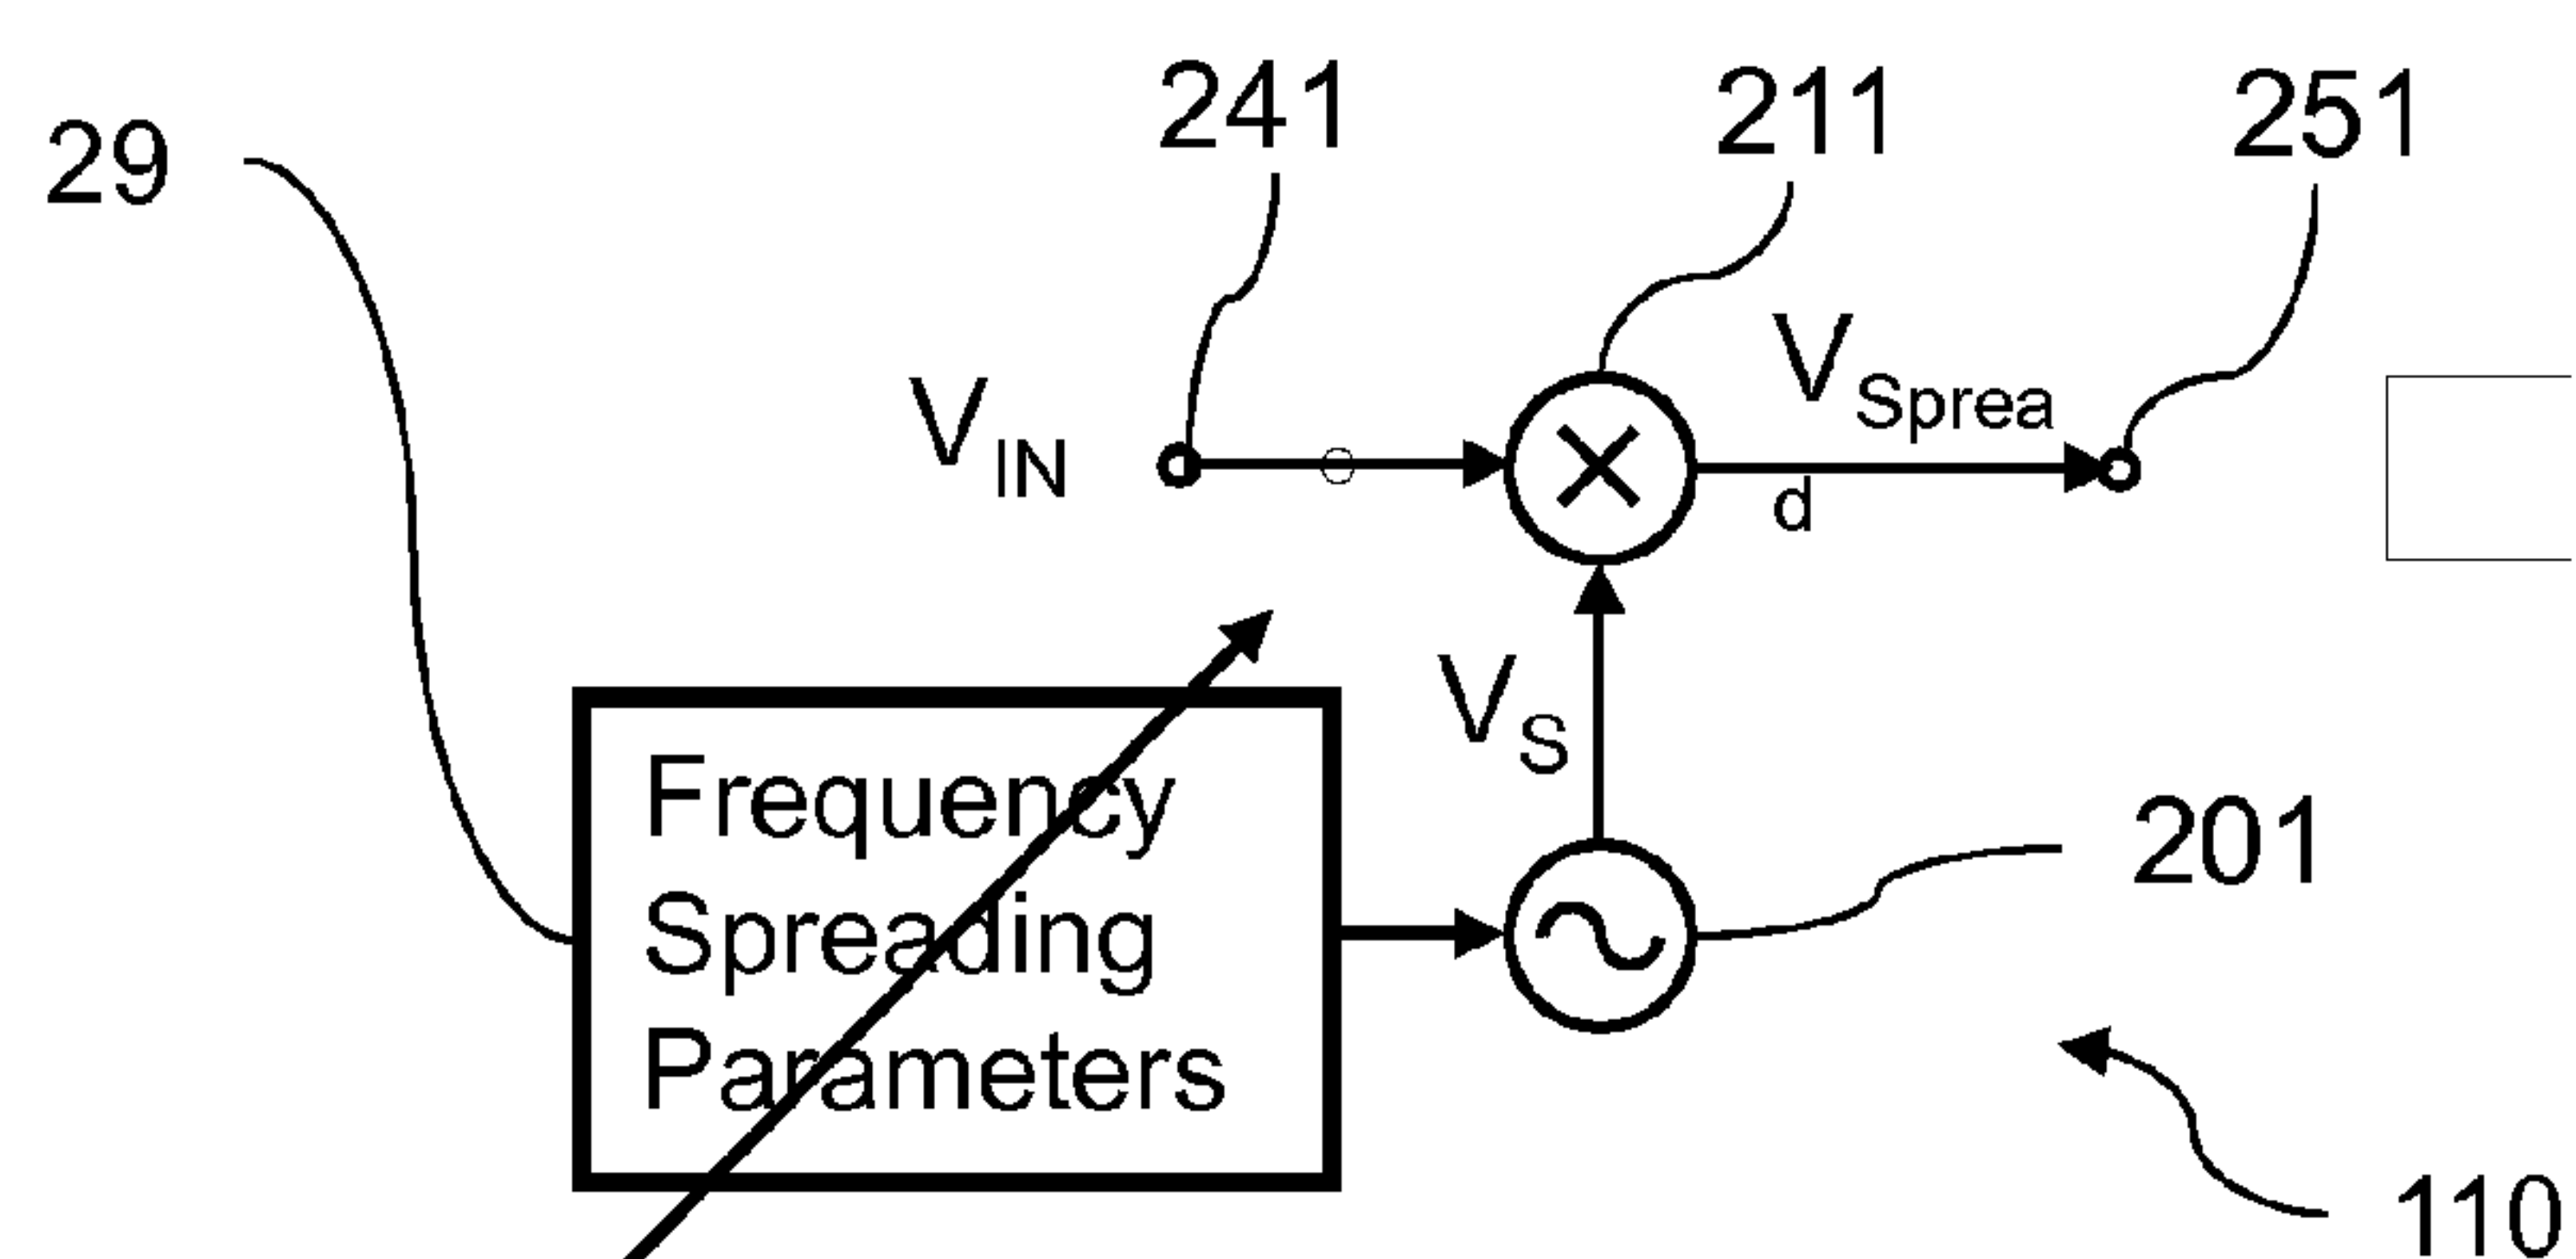 29
241
211
251
V IN
V Sprea
d
V S
Frequency
Spreading
Parameters
201
110